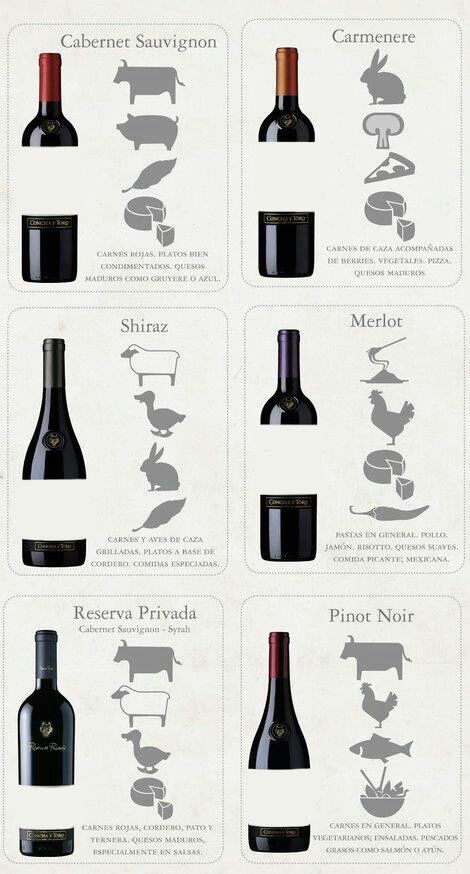 Cabernet Sauvignon
CONCHA Y TORO
CARNES ROJAS. PLATOS BIEN
CONDIMENTADOS. QUESOS
MADUROS COMO GRUYERE O AZUL.
Carmenere
CONCHA Y TORO
CARNES DE CAZA ACOMPAÑADAS
DE BERRIES. VEGETALES. PIZZA.
QUESOS MADUROS
Shiraz
CONCHA Y TORO
CARNES Y AVES DE CAZA
GRILLADAS. PLATOS A BASE DE
CORDERO. COMIDAS ESPECIADAS.
Merlot
CONCHA Y TORO
PASTAS EN GENERAL. POLLO.
JAMÓN. RISOTTO. QUESOS SUAVES.
COMIDA PICANTE; MEXICANA.
Reserva Privada
Cabernet Sauvignon - Syrah
Reserva Privada
CONCHA Y TORO
CARNES ROJAS, CORDERO, PATO Y
TERNERA. QUESOS MADUROS,
ESPECIALMENTE EN SALSAS.
Pinot Noir
CONCHA Y TORO
CARNES EN GENERAL. PLATOS
VEGETARIANOS; ENSALADAS. PESCADOS
GRASOS COMO SALMÓN O ATÚN.